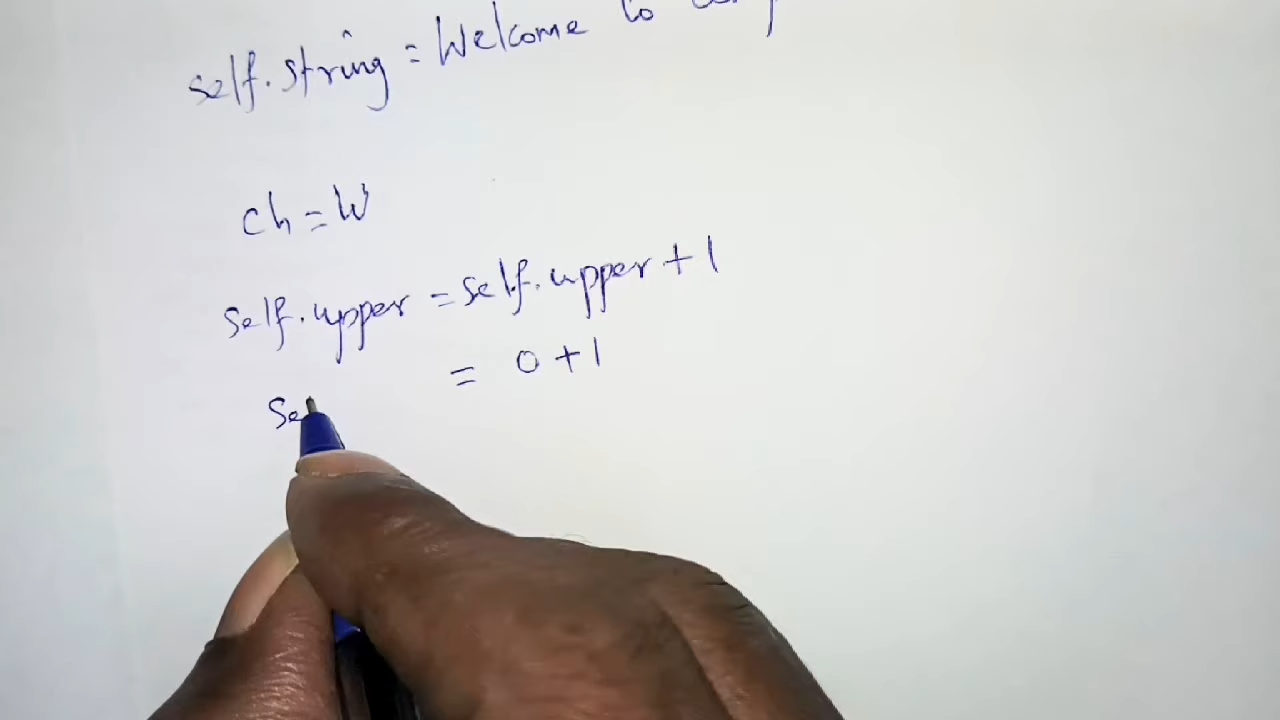 self.string = Welcome to
ch = W
self.upper = self.upper + 1
= 0 + 1
Se